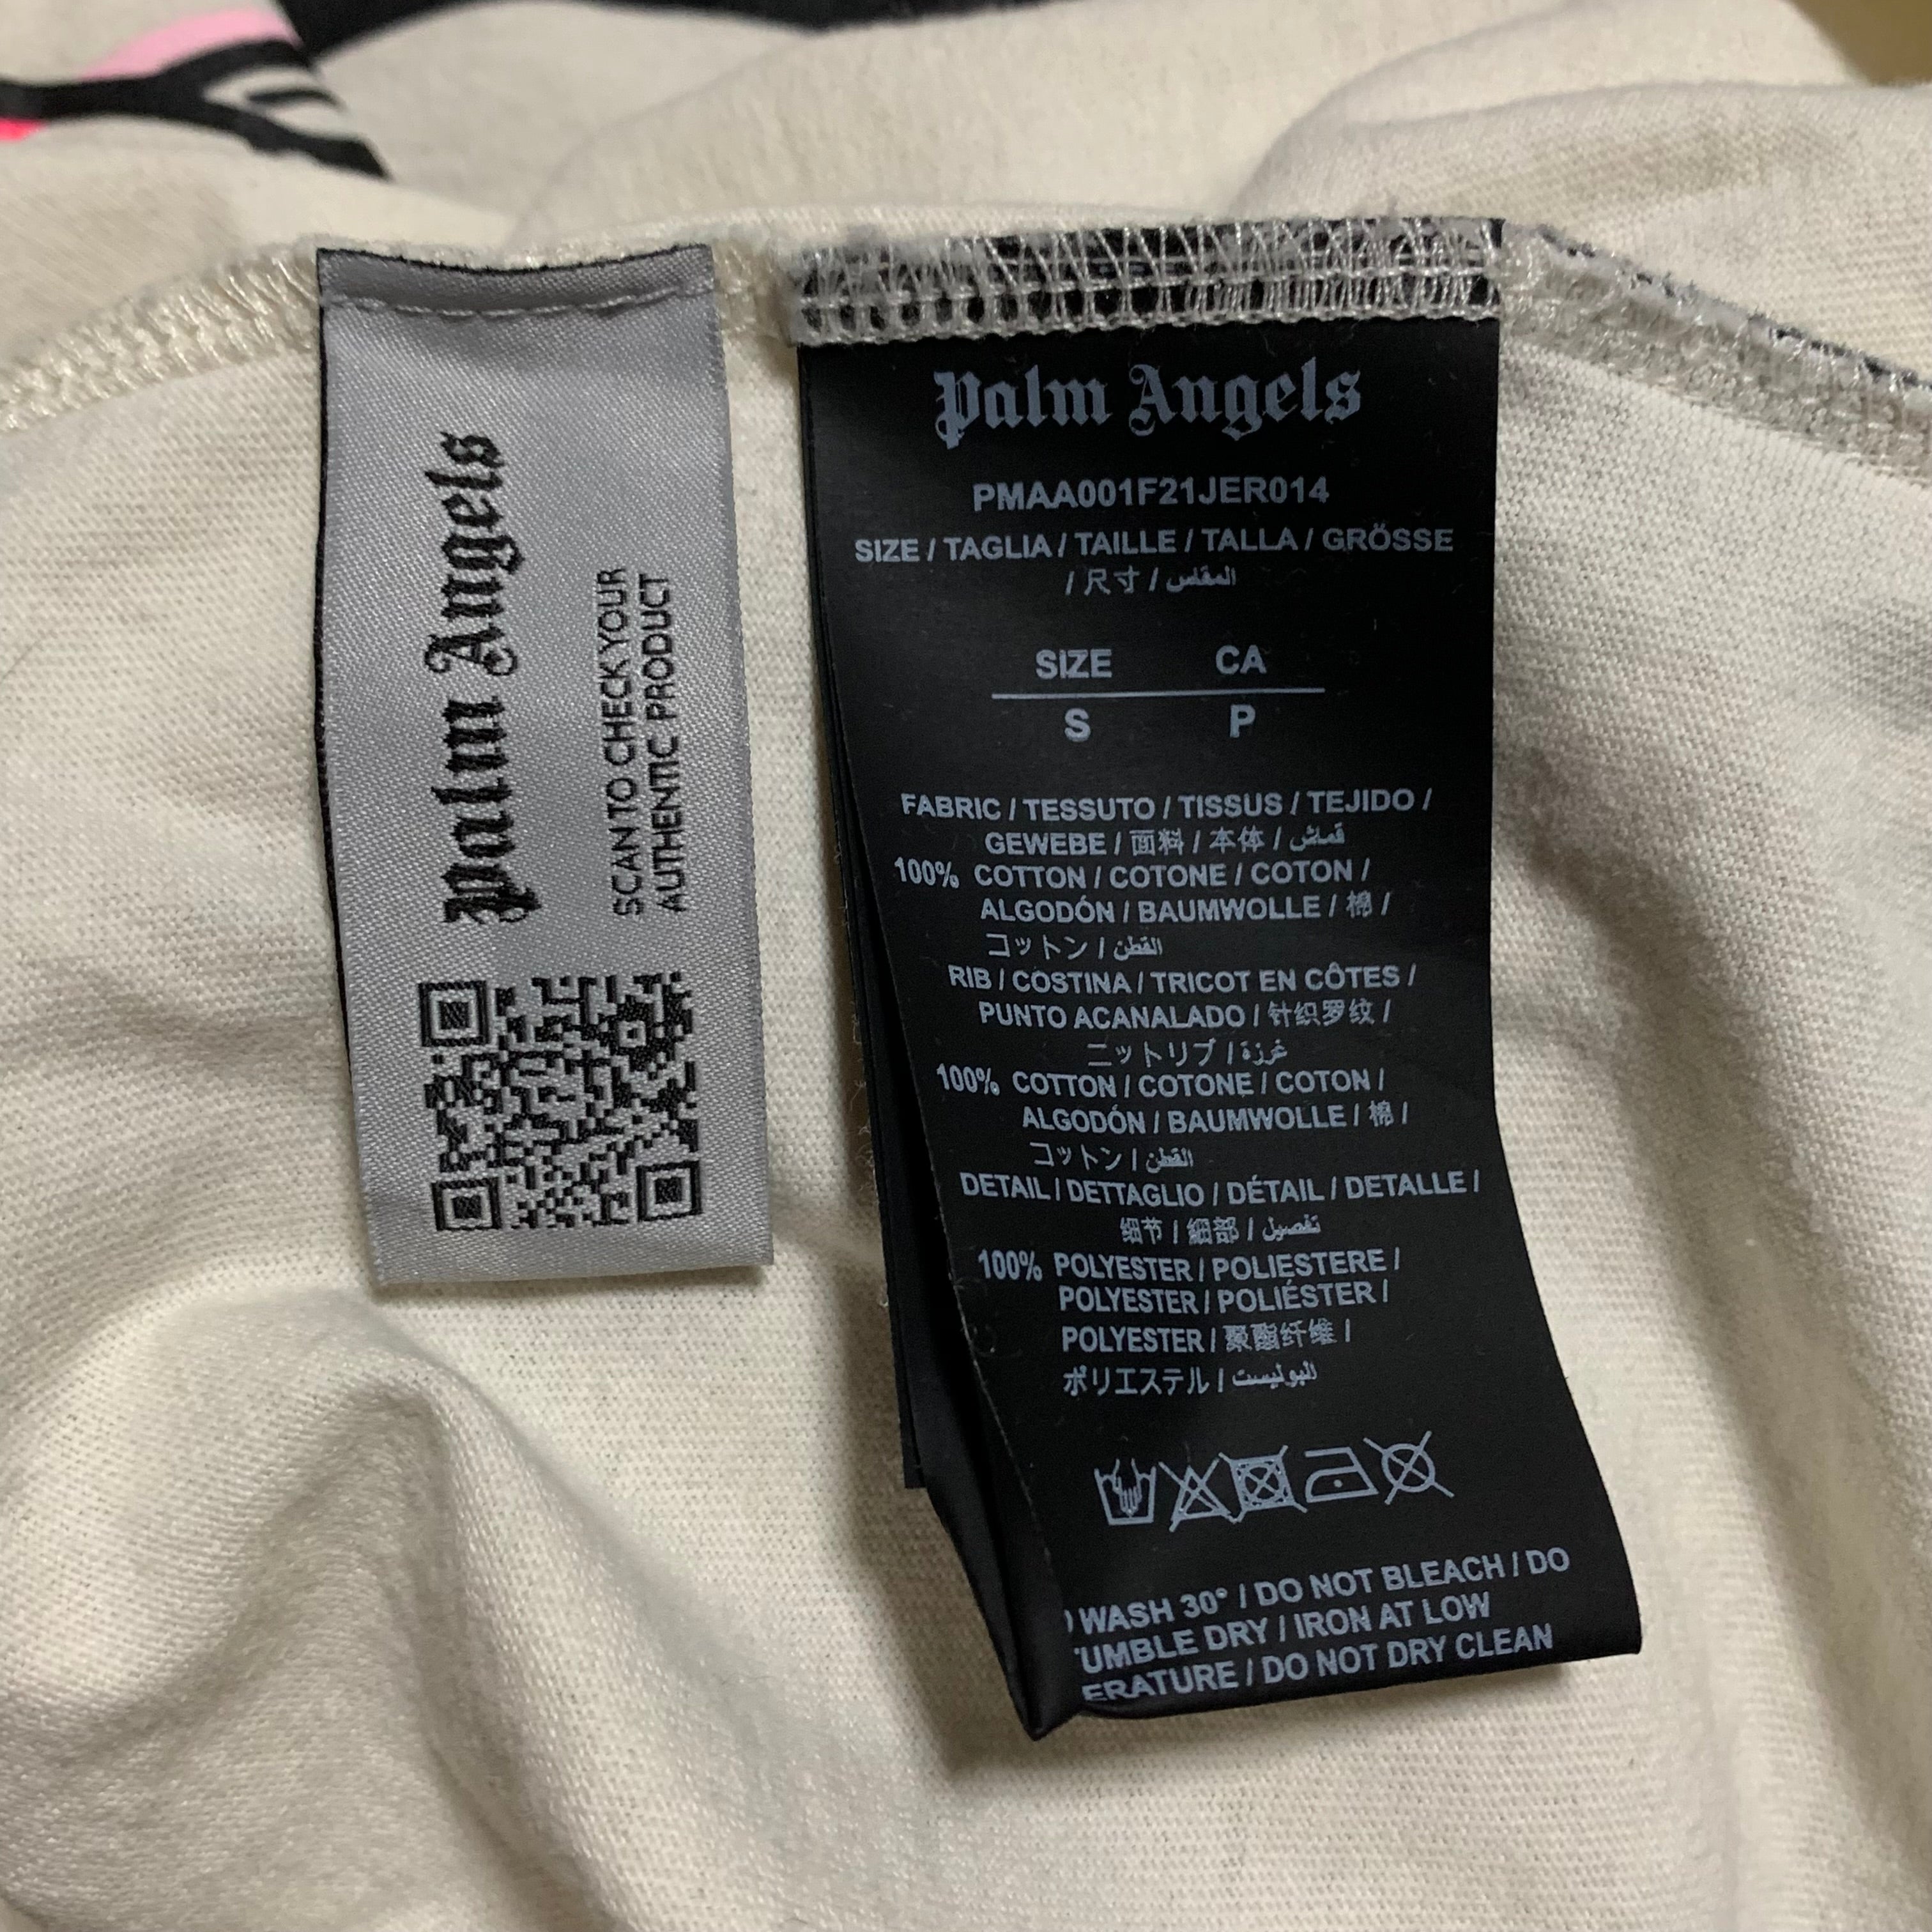 Palm Angels
SCAN TO CHECK YOUR
AUTHENTIC PRODUCT
Palm Angels
PMAA001F21JER014
SIZE / TAGLIA / TAILLE / TALLA / GRÖSSE
/ 尺寸 / المقاس
SIZE CA
S P
FABRIC / TESSUTO / TISSUS / TEJIDO /
GEWEBE / 面料 / 本体 / قماش
100% COTTON / COTONE / COTON /
ALGODÓN / BAUMWOLLE / 棉 /
コットン / القطن
RIB / COSTINA / TRICOT EN CÔTES /
PUNTO ACANALADO / 针织罗纹 /
ニットリブ / غرزة
100% COTTON / COTONE / COTON /
ALGODÓN / BAUMWOLLE / 棉 /
コットン / القطن
DETAIL / DETTAGLIO / DÉTAIL / DETALLE /
细节 / 細部 / تفصيل
100% POLYESTER / POLIESTERE /
POLYESTER / POLIÉSTER /
POLYESTER / 聚酯纤维 /
ポリエステル / البوليست
WASH 30° / DO NOT BLEACH / DO
UMBLE DRY / IRON AT LOW
ERATURE / DO NOT DRY CLEAN